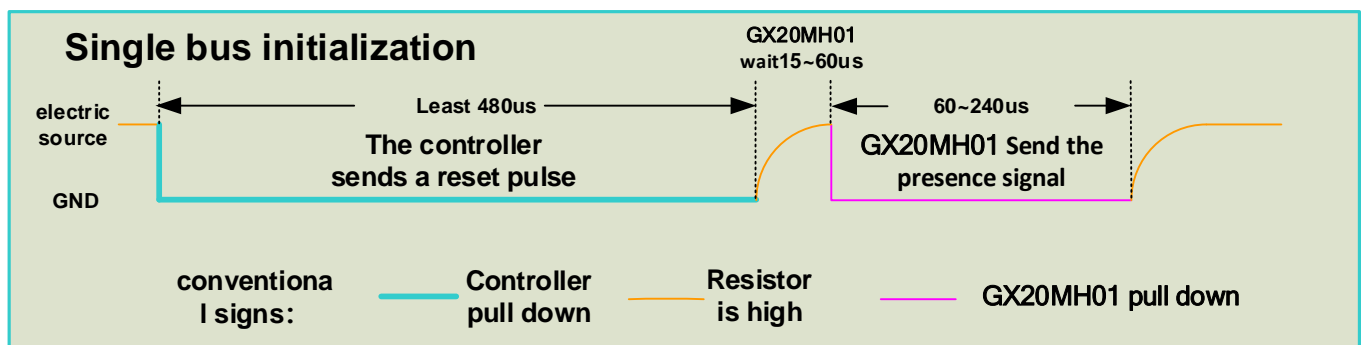 Single bus initialization
GX20MH01
wait15~60us
electric
source
Least 480us
60~240us
The controller
sends a reset pulse
GX20MH01 Send the
presence signal
GND
conventiona
l signs:
Controller
pull down
Resistor
is high
GX20MH01 pull down